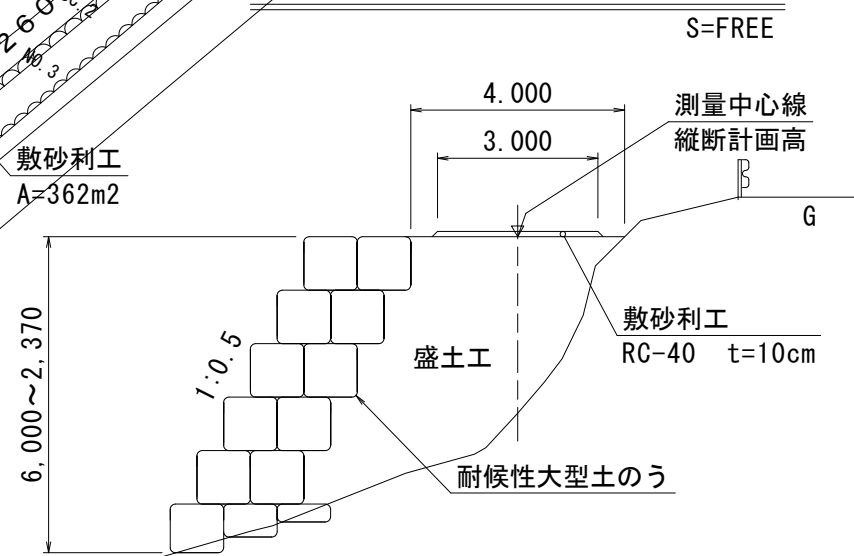 NO.3
S=FREE
4.000
測量中心線
縦断計画高
3.000
敷砂利工
A=362m2
G
6,000~2,370
1:0.5
盛土工
敷砂利工
RC-40 t=10cm
耐候性大型土のう